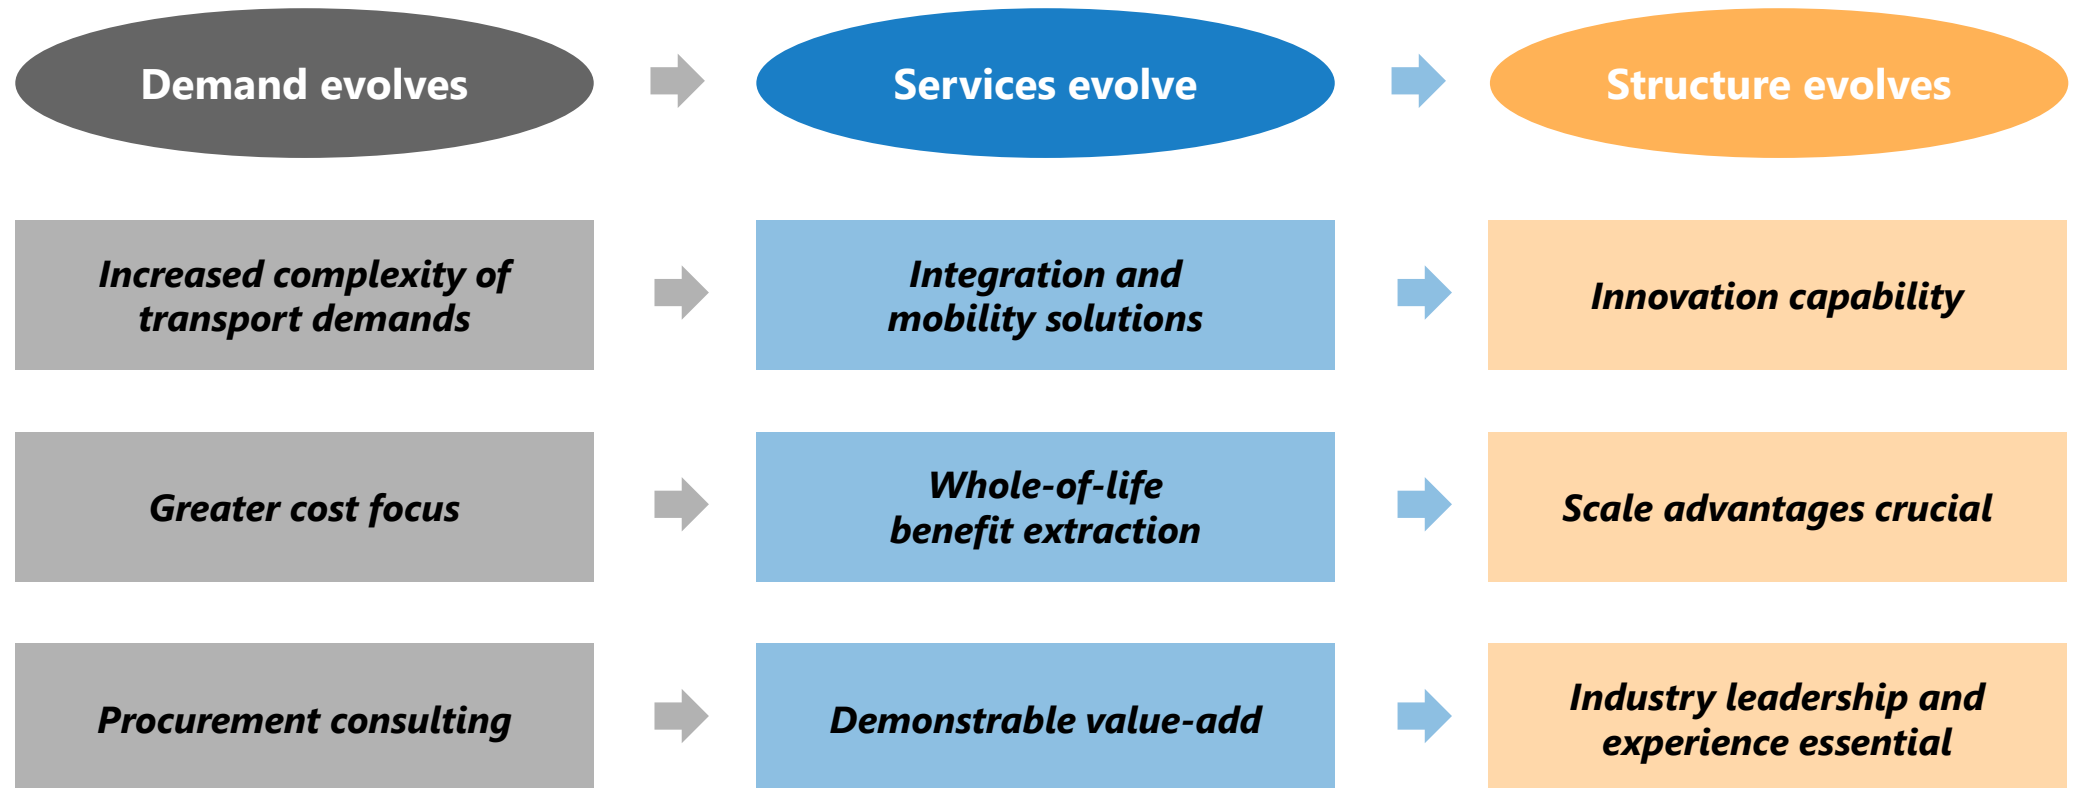 Demand evolves
Services evolve
Structure evolves
Increased complexity of
transport demands
Integration and
mobility solutions
Innovation capability
Greater cost focus
Whole-of-life
benefit extraction
Scale advantages crucial
Procurement consulting
Demonstrable value-add
Industry leadership and
experience essential